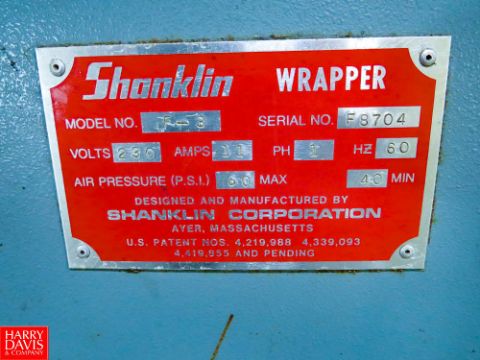 Shanklin WRAPPER
MODEL NO. F-3 SERIAL NO. F8704
VOLTS 230 AMPS 11 PH 1 HZ 60
AIR PRESSURE (P.S.I.) 60 MAX 40 MIN
DESIGNED AND MANUFACTURED BY
SHANKLIN CORPORATION
AYER, MASSACHUSETTS
U.S. PATENT NOS. 4,219,988 4,339,093
4,419,855 AND PENDING
HARRY
DAVIS
& COMPANY